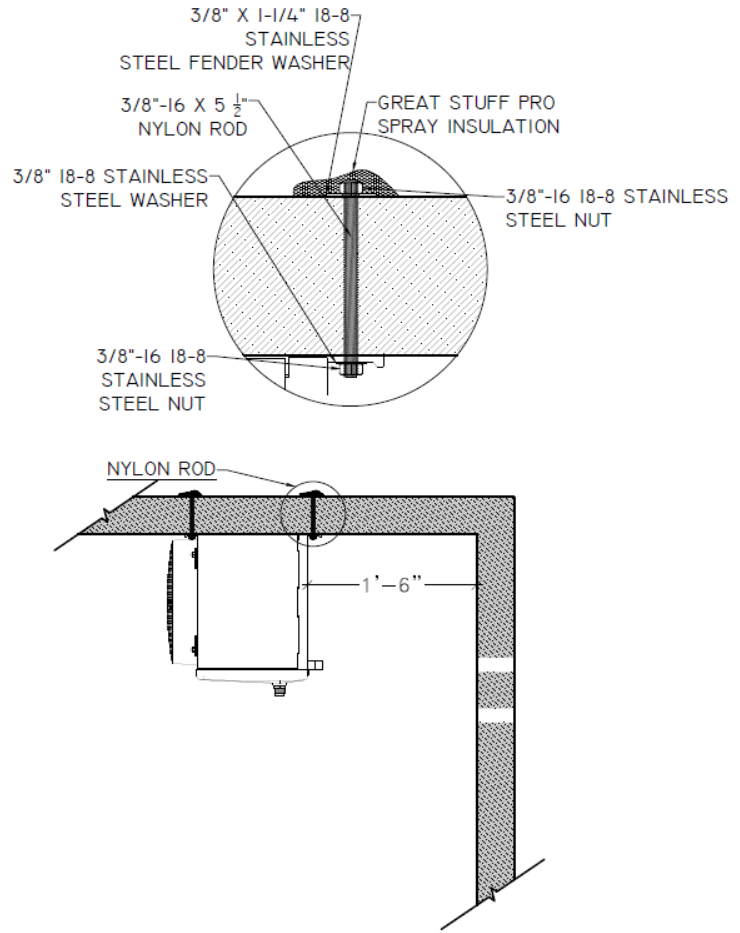 3/8" X 1-1/4" 18-8
STAINLESS
STEEL FENDER WASHER
3/8"-16 X 5 1/2"
NYLON ROD
GREAT STUFF PRO
SPRAY INSULATION
3/8" 18-8 STAINLESS
STEEL WASHER
3/8"-16 18-8 STAINLESS
STEEL NUT
3/8"-16 18-8
STAINLESS
STEEL NUT
NYLON ROD
1'-6"